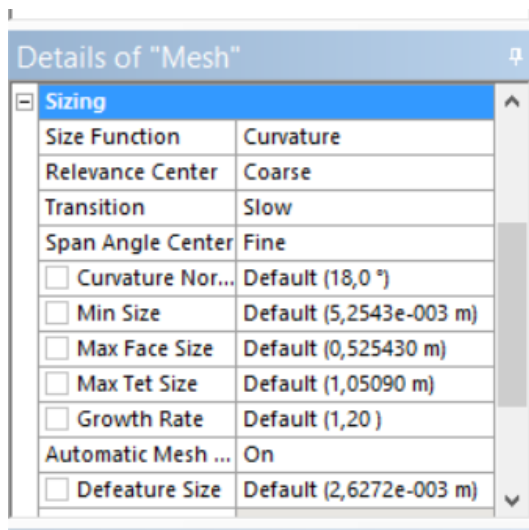 Details of "Mesh"
Sizing
Size Function Curvature
Relevance Center Coarse
Transition Slow
Span Angle Center Fine
Curvature Nor... Default (18,0 °)
Min Size Default (5,2543e-003 m)
Max Face Size Default (0,525430 m)
Max Tet Size Default (1,05090 m)
Growth Rate Default (1,20 )
Automatic Mesh ... On
Defeature Size Default (2,6272e-003 m)